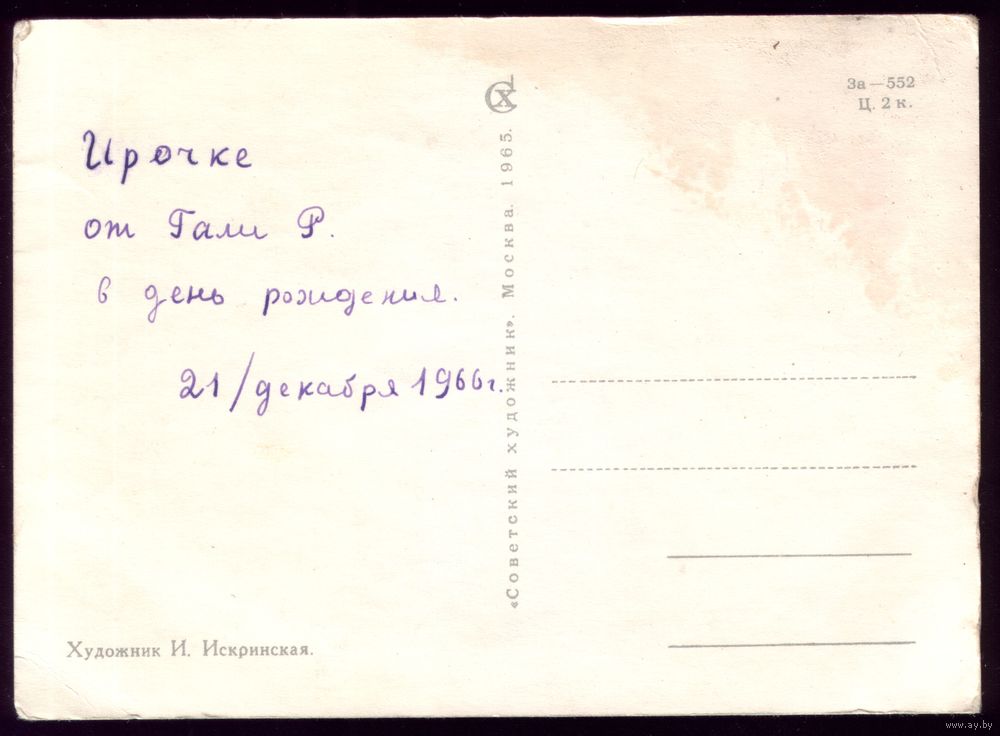 Ирочке
от Гали Р.
в день рождения.
21/декабря 1966г.
Художник И. Искринская.
«Советский художник». Москва. 1965.
СХ
За—552
Ц. 2 к.
www.ay.by